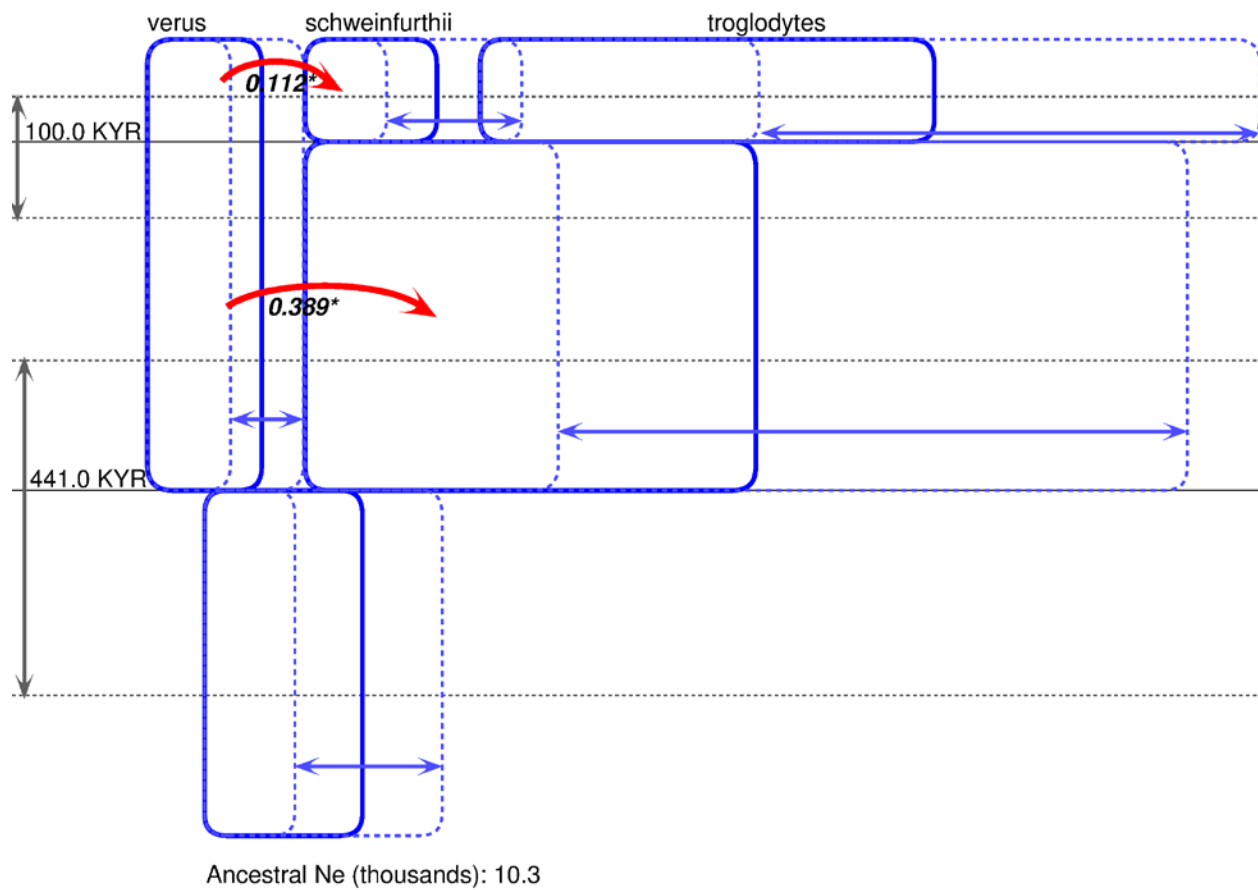 verus
schweinfurthii
troglodytes
0.112*
100.0 KYR
0.389*
441.0 KYR
Ancestral Ne (thousands): 10.3